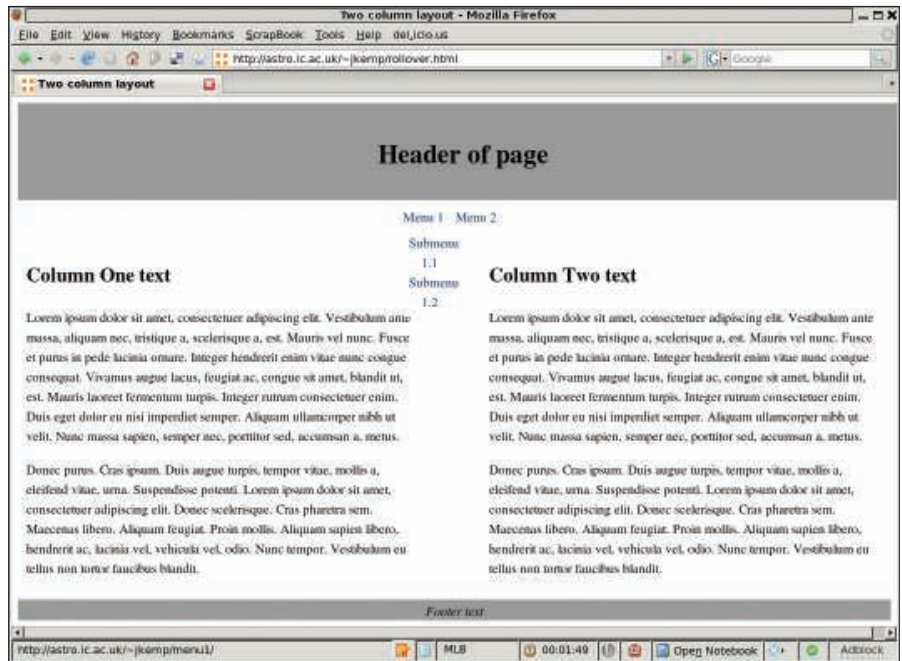 Two column layout - Mozilla Firefox
File Edit View History Bookmarks ScrapBook Tools Help del.icio.us
http://astro.ic.ac.uk/~jkemp/rollover.html
Google
Two column layout
Header of page
Menu 1 Menu 2
Submenu
1.1
Submenu
1.2
Column One text
Lorem ipsum dolor sit amet, consectetuer adipiscing elit. Vestibulum ante
massa, aliquam nec, tristique a, scelerisque a, est. Mauris vel nunc. Fusce
et purus in pede lacinia ornare. Integer hendrerit enim vitae nunc congue
consequat. Vivamus augue lacus, feugiat ac, congue sit amet, blandit ut,
est. Mauris laoreet fermentum turpis. Integer rutrum consectetuer enim.
Duis eget dolor eu nisi imperdiet semper. Aliquam ullamcorper nibh ut
velit. Nunc massa sapien, semper nec, porttitor sed, accumsan a, metus.
Donec purus. Cras ipsum. Duis augue turpis, tempor vitae, mollis a,
eleifend vitae, urna. Suspendisse potenti. Lorem ipsum dolor sit amet,
consectetuer adipiscing elit. Donec scelerisque. Cras pharetra sem.
Maecenas libero. Aliquam feugiat. Proin mollis. Aliquam sapien libero,
hendrerit ac, lacinia vel, vehicula vel, odio. Nunc tempor. Vestibulum eu
tellus non tortor faucibus blandit.
Column Two text
Lorem ipsum dolor sit amet, consectetuer adipiscing elit. Vestibulum ante
massa, aliquam nec, tristique a, scelerisque a, est. Mauris vel nunc. Fusce
et purus in pede lacinia ornare. Integer hendrerit enim vitae nunc congue
consequat. Vivamus augue lacus, feugiat ac, congue sit amet, blandit ut,
est. Mauris laoreet fermentum turpis. Integer rutrum consectetuer enim.
Duis eget dolor eu nisi imperdiet semper. Aliquam ullamcorper nibh ut
velit. Nunc massa sapien, semper nec, porttitor sed, accumsan a, metus.
Donec purus. Cras ipsum. Duis augue turpis, tempor vitae, mollis a,
eleifend vitae, urna. Suspendisse potenti. Lorem ipsum dolor sit amet,
consectetuer adipiscing elit. Donec scelerisque. Cras pharetra sem.
Maecenas libero. Aliquam feugiat. Proin mollis. Aliquam sapien libero,
hendrerit ac, lacinia vel, vehicula vel, odio. Nunc tempor. Vestibulum eu
tellus non tortor faucibus blandit.
Footer text
http://astro.ic.ac.uk/~jkemp/menu1/ MLB 00:01:49 Open Notebook Adblock